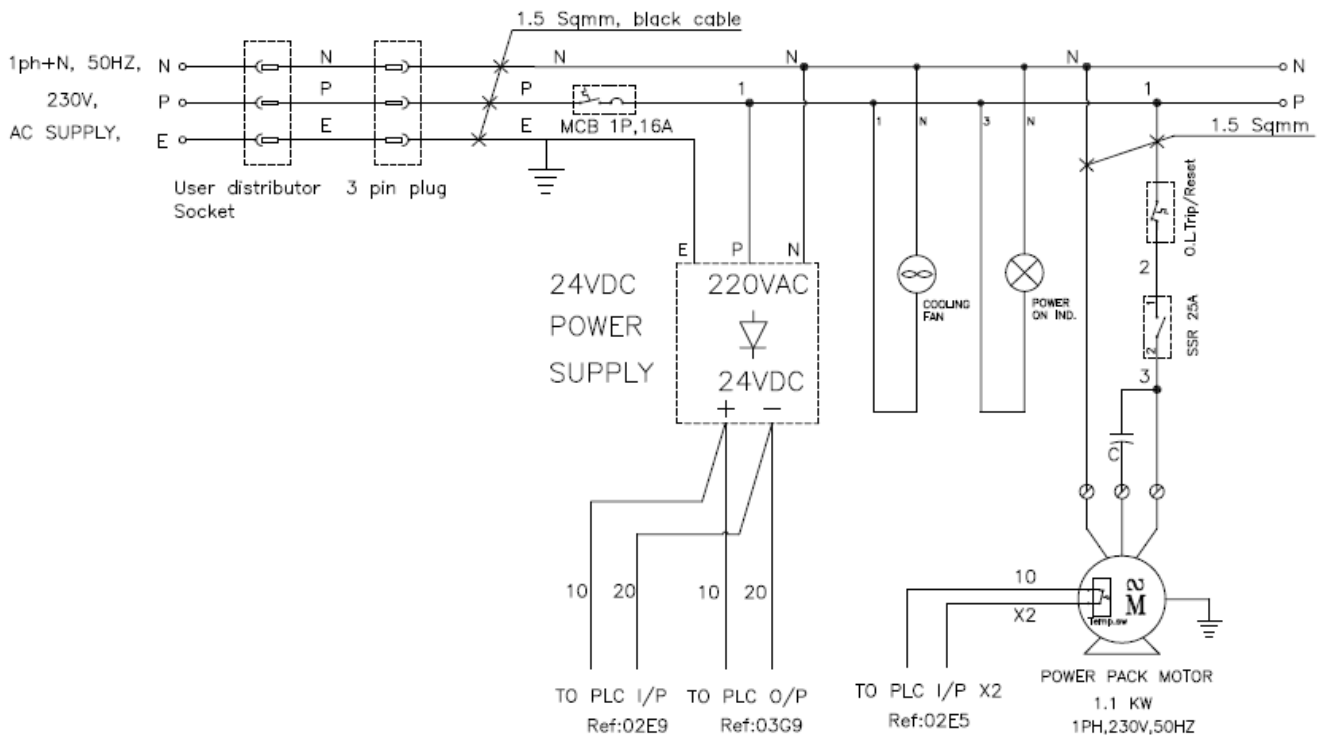 1.5 Sqmm, black cable
1ph+N, 50HZ,
230V,
AC SUPPLY,
N
P
E
N
P
E
N
P
E
N
N
N
N
P
1
1
MCB 1P,16A
1.5 Sqmm
User distributor
Socket
3 pin plug
1
N
3
N
O.L.Trip/Reset
2
1
2
SSR 25A
3
C
E
P
N
24VDC
POWER
SUPPLY
220VAC
24VDC
+
−
COOLING
FAN
POWER
ON IND.
10
20
10
20
TO PLC I/P
Ref:02E9
TO PLC O/P
Ref:03G9
10
X2
TO PLC I/P X2
Ref:02E5
M
Temp.sw
POWER PACK MOTOR
1.1 KW
1PH,230V,50HZ